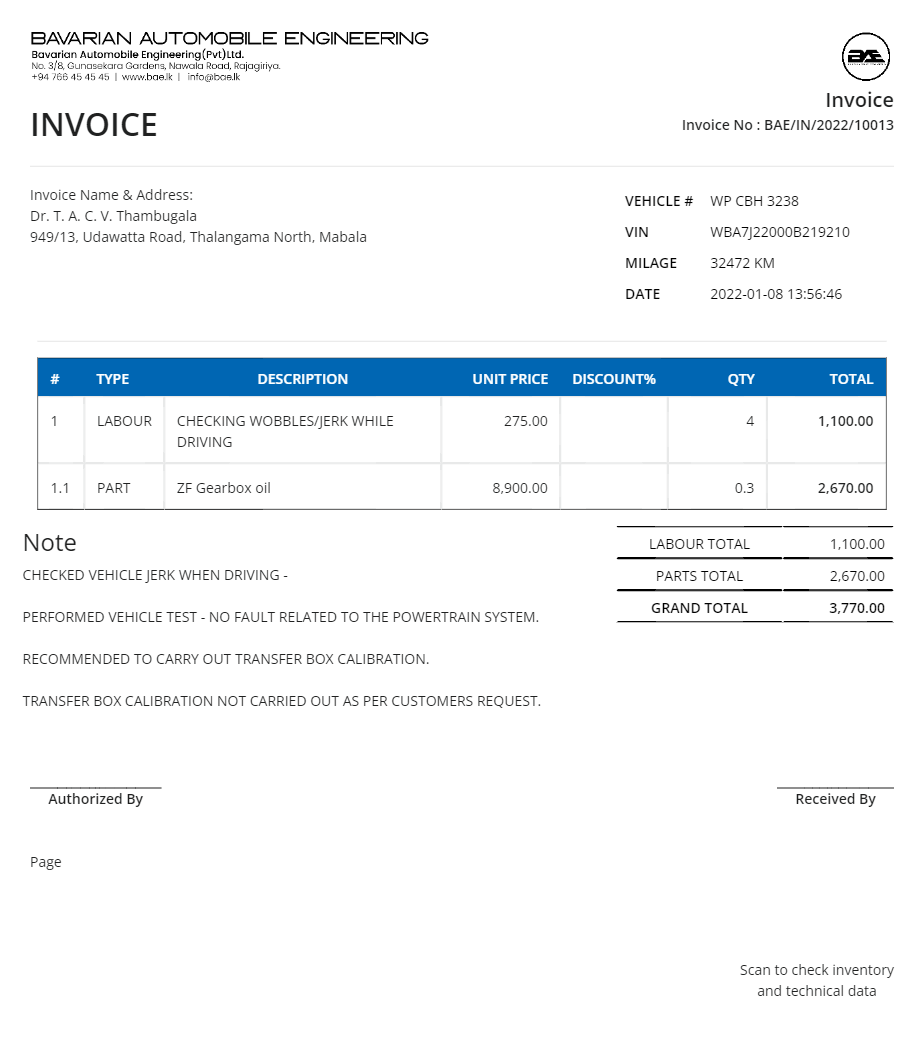 BAVARIAN AUTOMOBILE ENGINEERING
Bavarian Automobile Engineering(Pvt)Ltd.
No. 3/8, Gunasekara Gardens, Nawala Road, Rajagiriya.
+94 766 45 45 45 | www.bae.lk | info@bae.lk
BAE
Invoice
INVOICE
Invoice No : BAE/IN/2022/10013
Invoice Name & Address:
Dr. T. A. C. V. Thambugala
949/13, Udawatta Road, Thalangama North, Mabala
VEHICLE # WP CBH 3238
VIN WBA7J22000B219210
MILAGE 32472 KM
DATE 2022-01-08 13:56:46
# TYPE DESCRIPTION UNIT PRICE DISCOUNT% QTY TOTAL
1 LABOUR CHECKING WOBBLES/JERK WHILE 275.00 4 1,100.00
DRIVING
1.1 PART ZF Gearbox oil 8,900.00 0.3 2,670.00
Note
CHECKED VEHICLE JERK WHEN DRIVING -
PERFORMED VEHICLE TEST - NO FAULT RELATED TO THE POWERTRAIN SYSTEM.
RECOMMENDED TO CARRY OUT TRANSFER BOX CALIBRATION.
TRANSFER BOX CALIBRATION NOT CARRIED OUT AS PER CUSTOMERS REQUEST.
LABOUR TOTAL 1,100.00
PARTS TOTAL 2,670.00
GRAND TOTAL 3,770.00
Authorized By
Received By
Page
Scan to check inventory
and technical data